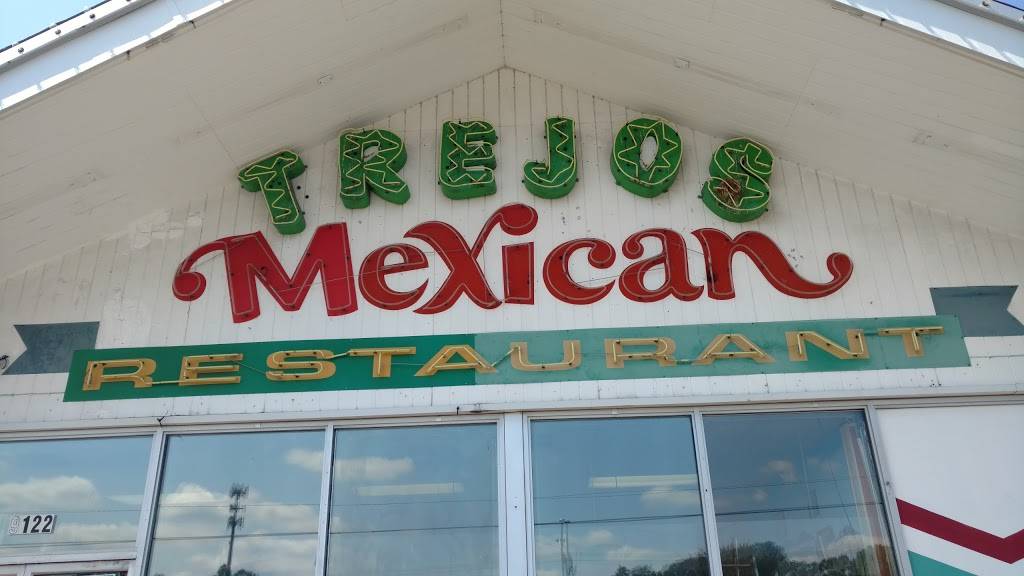 TREJOS
Mexican
RESTAURANT
122